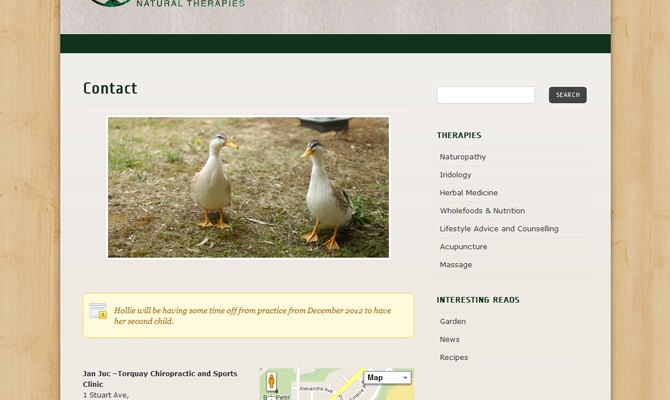 NATURAL THERAPIES
Contact
SEARCH
THERAPIES
Naturopathy
Iridology
Herbal Medicine
Wholefoods & Nutrition
Lifestyle Advice and Counselling
Acupuncture
Massage
Hollie will be having some time off from practice from December 2012 to have
her second child.
INTERESTING READS
Garden
News
Recipes
Jan Juc –Torquay Chiropractic and Sports
Clinic
1 Stuart Ave,
Map
Alexandra Ave